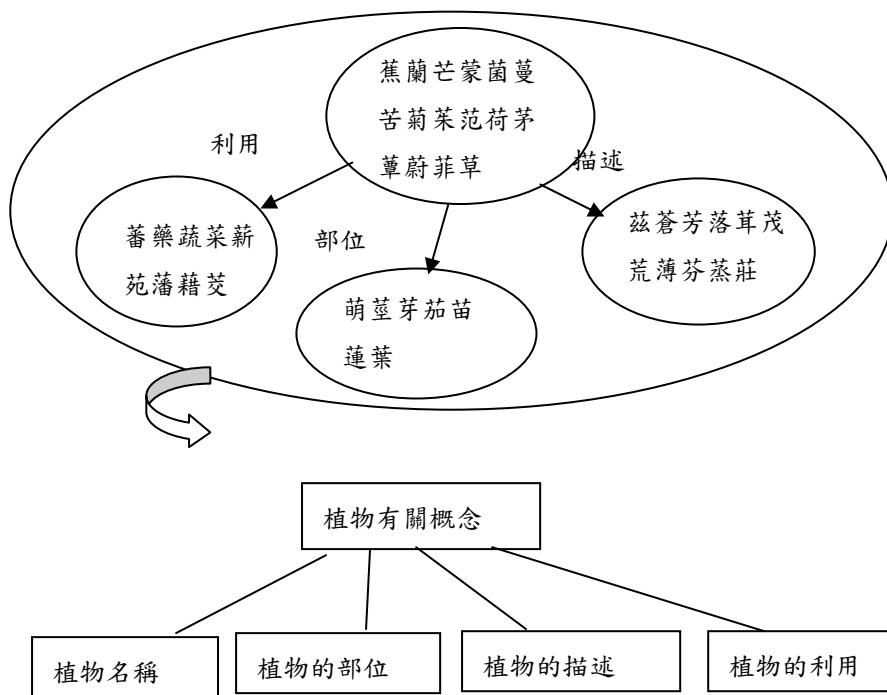 蕉蘭芒蒙菌蔓
苦菊茱范荷茅
蕈蔚菲草
利用
描述
部位
蕃藥蔬菜薪
苑藩藉芡
茲蒼芳落茸茂
荒薄芬蒸莊
萌莖芽茄苗
蓮葉
植物有關概念
植物名稱
植物的部位
植物的描述
植物的利用